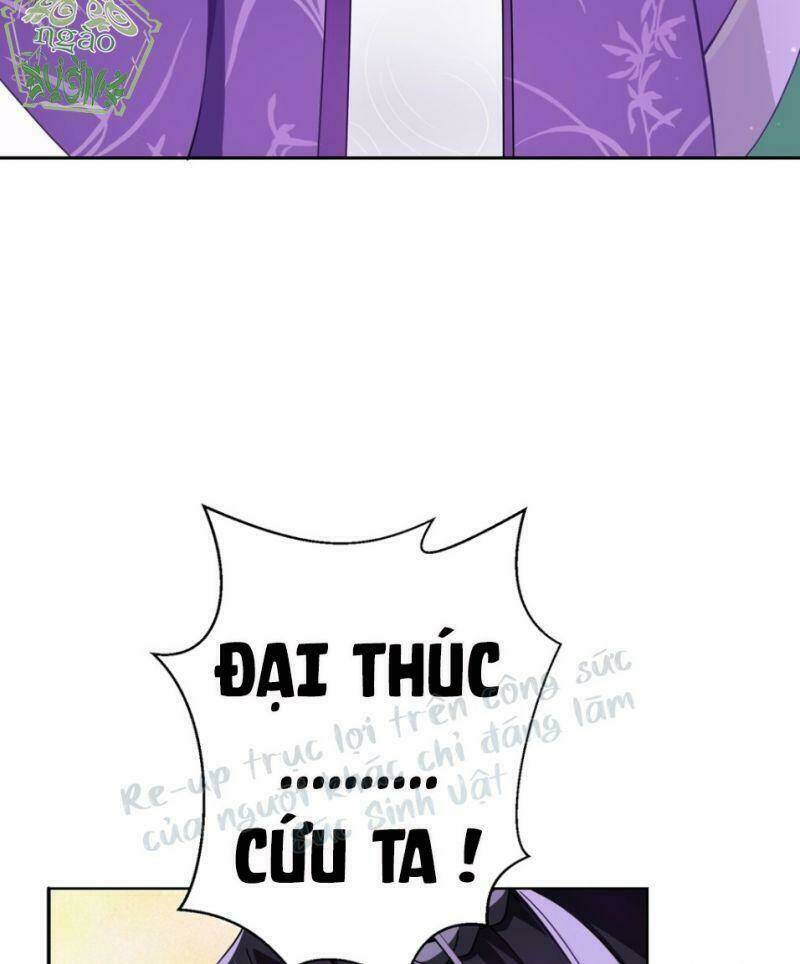 ngáo
ĐẠI THÚC
..........
CỨU TA !
Re-up trục lợi trên công sức
của người khác chỉ đáng làm
súc sinh vật